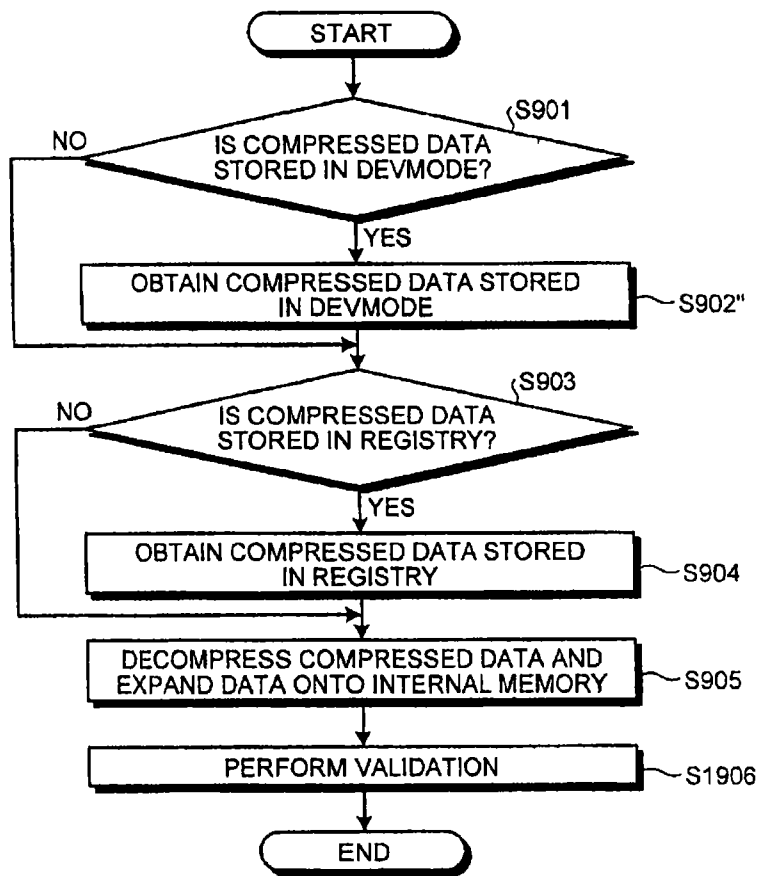 START
S901
NO
IS COMPRESSED DATA
STORED IN DEVMODE?
YES
OBTAIN COMPRESSED DATA STORED
IN DEVMODE
S902"
S903
NO
IS COMPRESSED DATA
STORED IN REGISTRY?
YES
OBTAIN COMPRESSED DATA STORED
IN REGISTRY
S904
DECOMPRESS COMPRESSED DATA AND
EXPAND DATA ONTO INTERNAL MEMORY
S905
PERFORM VALIDATION
S1906
END